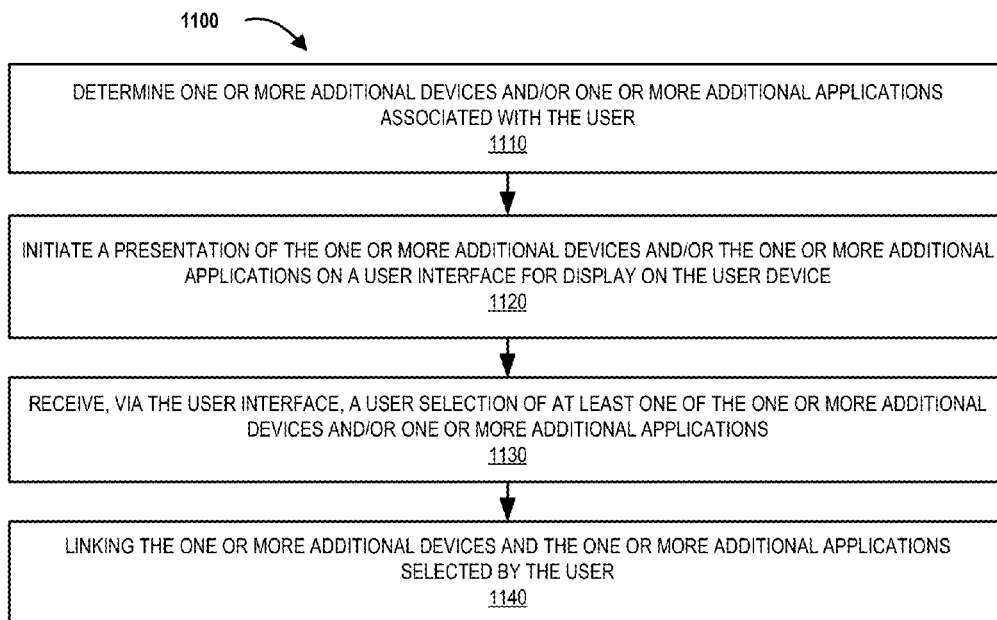 1100
DETERMINE ONE OR MORE ADDITIONAL DEVICES AND/OR ONE OR MORE ADDITIONAL APPLICATIONS
ASSOCIATED WITH THE USER
1110
INITIATE A PRESENTATION OF THE ONE OR MORE ADDITIONAL DEVICES AND/OR THE ONE OR MORE ADDITIONAL
APPLICATIONS ON A USER INTERFACE FOR DISPLAY ON THE USER DEVICE
1120
RECEIVE, VIA THE USER INTERFACE, A USER SELECTION OF AT LEAST ONE OF THE ONE OR MORE ADDITIONAL
DEVICES AND/OR ONE OR MORE ADDITIONAL APPLICATIONS
1130
LINKING THE ONE OR MORE ADDITIONAL DEVICES AND THE ONE OR MORE ADDITIONAL APPLICATIONS
SELECTED BY THE USER
1140